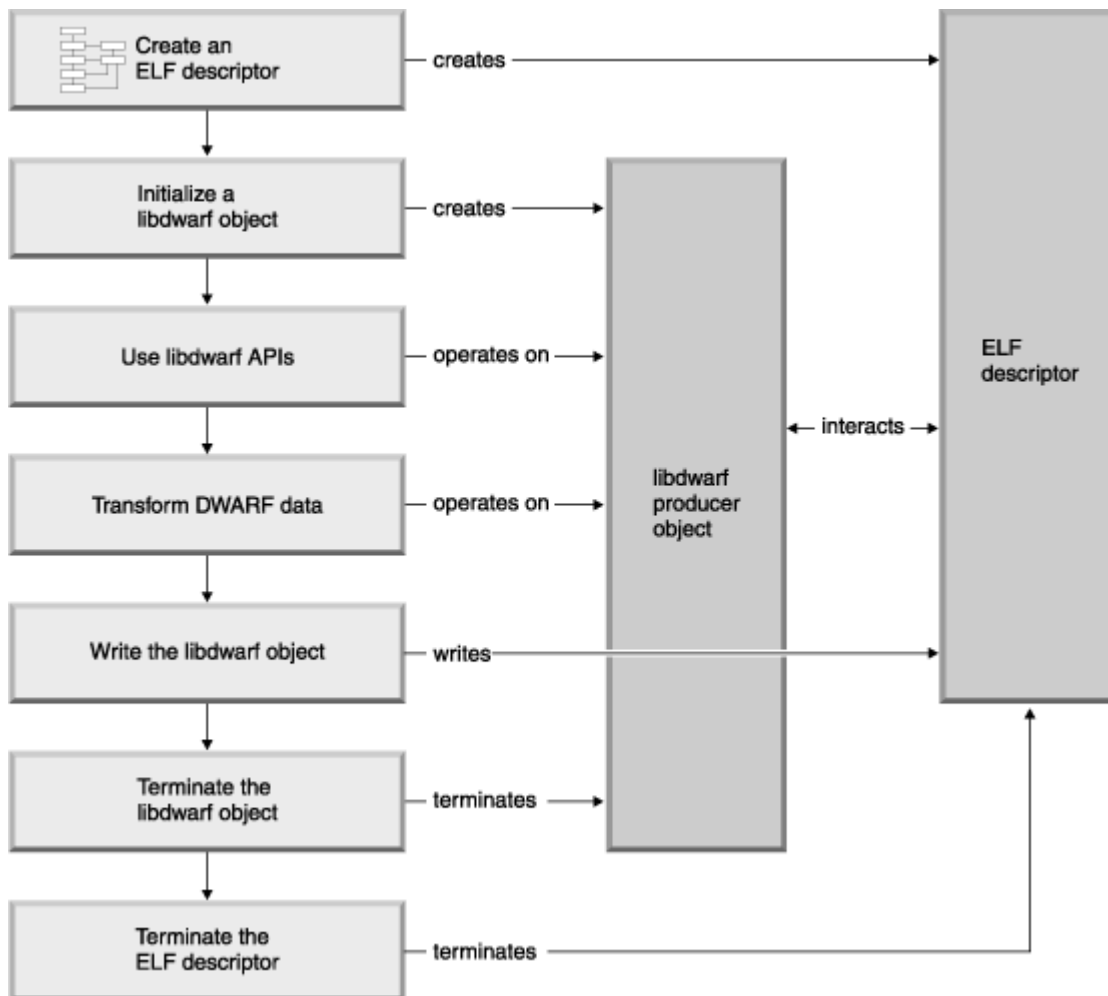 Create an
ELF descriptor
creates
Initialize a
libdwarf object
creates
Use libdwarf APIs
operates on
ELF
descriptor
interacts
Transform DWARF data
operates on
libdwarf
producer
object
Write the libdwarf object
writes
Terminate the
libdwarf object
terminates
Terminate the
ELF descriptor
terminates